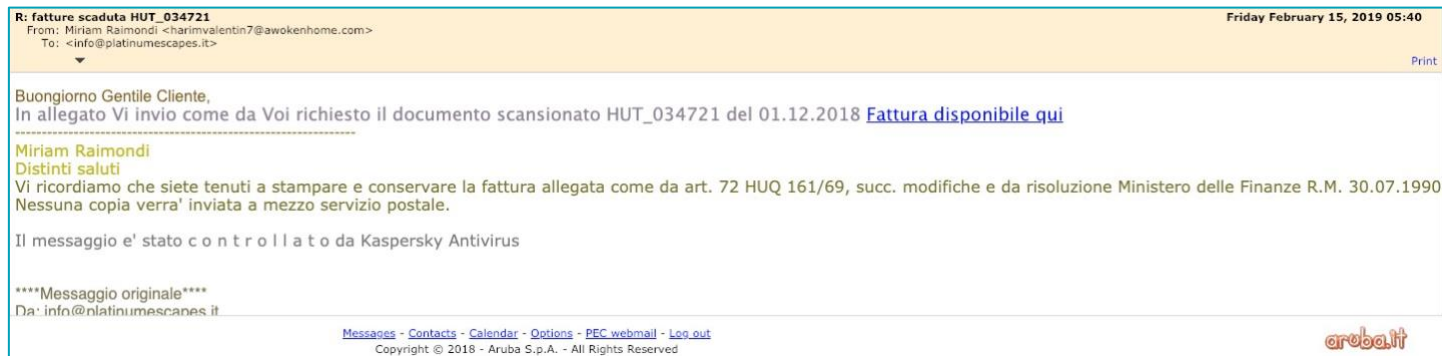 R: fatture scaduta HUT_034721
Friday February 15, 2019 05:40
From: Miriam Raimondi <harimvalentin7@awokenhome.com>
To: <info@platinumescapes.it>
Print
Buongiorno Gentile Cliente,
In allegato Vi invio come da Voi richiesto il documento scansionato HUT_034721 del 01.12.2018 Fattura disponibile qui
----------------------------------------------------------------
Miriam Raimondi
Distinti saluti
Vi ricordiamo che siete tenuti a stampare e conservare la fattura allegata come da art. 72 HUQ 161/69, succ. modifiche e da risoluzione Ministero delle Finanze R.M. 30.07.1990
Nessuna copia verra' inviata a mezzo servizio postale.
Il messaggio e' stato c o n t r o l l a t o da Kaspersky Antivirus
****Messaggio originale****
Da: info@platinumescapes.it
Messages - Contacts - Calendar - Options - PEC webmail - Log out
Copyright © 2018 - Aruba S.p.A. - All Rights Reserved
aruba.it